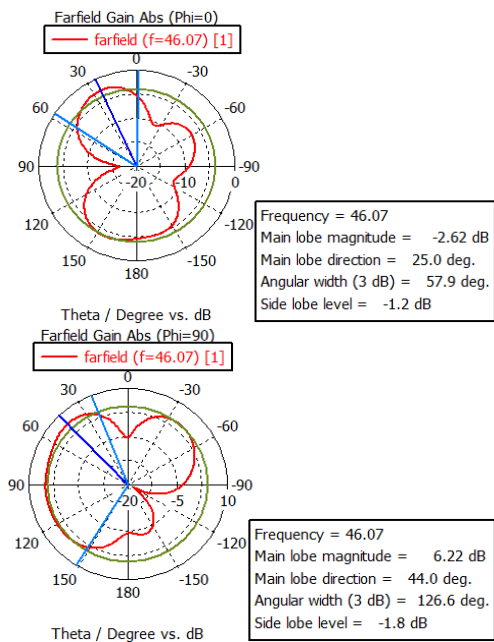 Farfield Gain Abs (Phi=0)
farfield (f=46.07) [1]
0
30 -30
60 -60
90 -20 -10 0 -90
120 -120
150 -150
180
Frequency = 46.07
Main lobe magnitude = -2.62 dB
Main lobe direction = 25.0 deg.
Angular width (3 dB) = 57.9 deg.
Side lobe level = -1.2 dB
Theta / Degree vs. dB
Farfield Gain Abs (Phi=90)
farfield (f=46.07) [1]
0
30 -30
60 -60
90 -20 -5 10 -90
120 -120
150 -150
180
Frequency = 46.07
Main lobe magnitude = 6.22 dB
Main lobe direction = 44.0 deg.
Angular width (3 dB) = 126.6 deg.
Side lobe level = -1.8 dB
Theta / Degree vs. dB